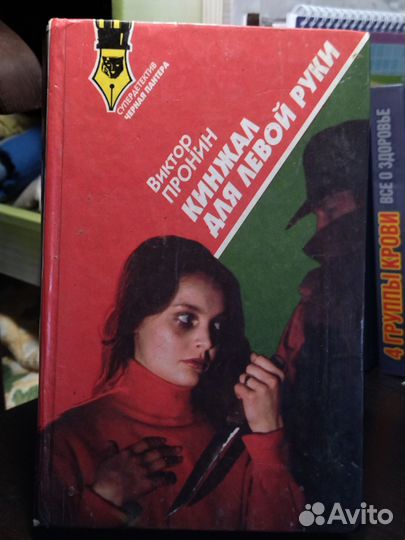 СУПЕРДЕТЕКТИВ
ЧЕРНАЯ ПАНТЕРА
Виктор
ПРОНИН
КИНЖАЛ
ДЛЯ ЛЕВОЙ РУКИ
4 ГРУППЫ КРОВИ
ВСЕ О ЗДОРОВЬЕ
Avito